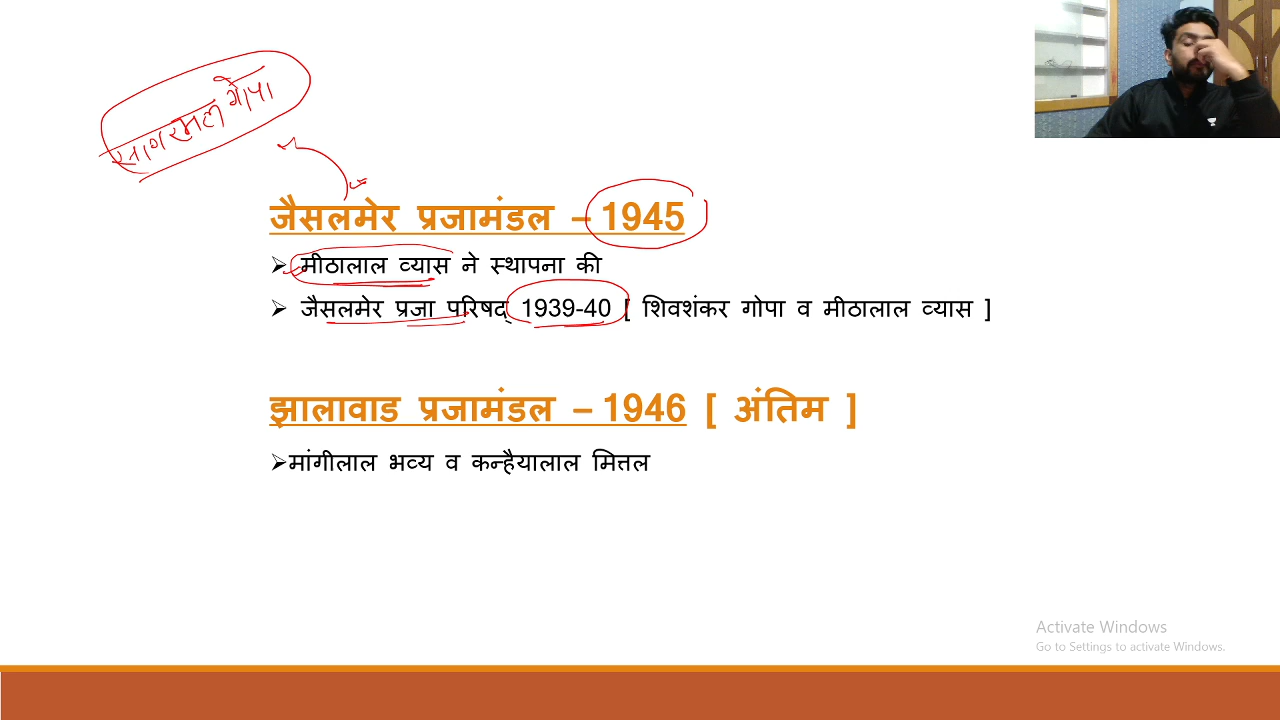 सागरमल गोपा
जैसलमेर प्रजामंडल – 1945
➢ मीठालाल व्यास ने स्थापना की
➢ जैसलमेर प्रजा परिषद् 1939-40 [ शिवशंकर गोपा व मीठालाल व्यास ]
झालावाड प्रजामंडल – 1946 [ अंतिम ]
➢मांगीलाल भव्य व कन्हैयालाल मित्तल
Activate Windows
Go to Settings to activate Windows.